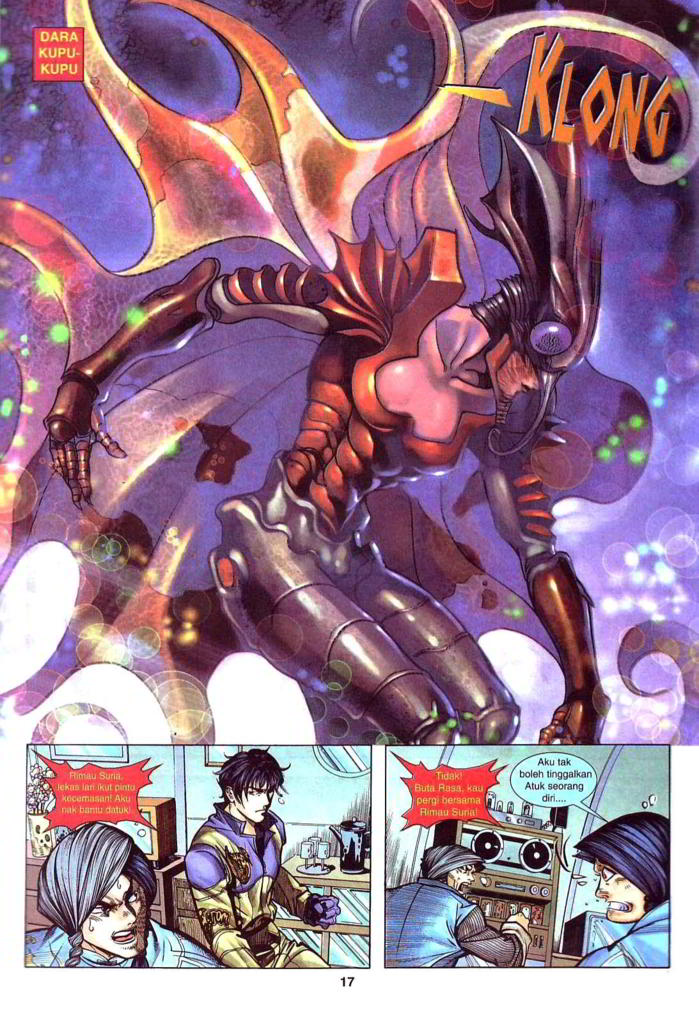 DARA
KUPU-
KUPU
KLONG
Rimau Suria,
lekas lari ikut pintu
kecemasan! Aku
nak bantu datuk!
Tidak!
Buta Rasa, kau
pergi bersama
Rimau Suria!
Aku tak
boleh tinggalkan
Atuk seorang
diri....
17